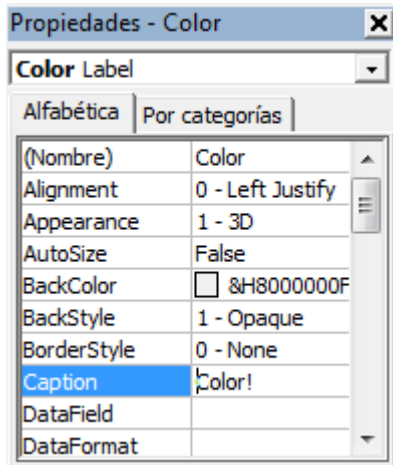 Propiedades - Color
Color Label
Alfabética Por categorías
(Nombre) Color
Alignment 0 - Left Justify
Appearance 1 - 3D
AutoSize False
BackColor &H8000000F
BackStyle 1 - Opaque
BorderStyle 0 - None
Caption Color!
DataField
DataFormat